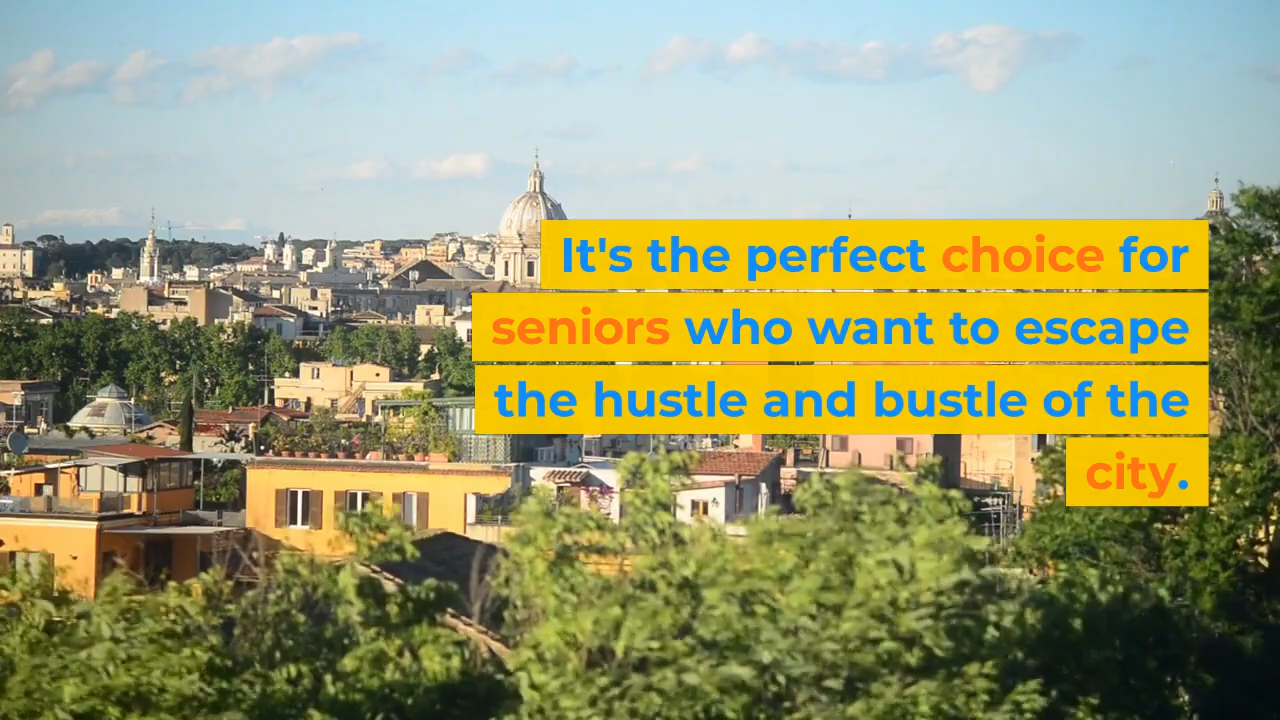 It's the perfect choice for
seniors who want to escape
the hustle and bustle of the
city.